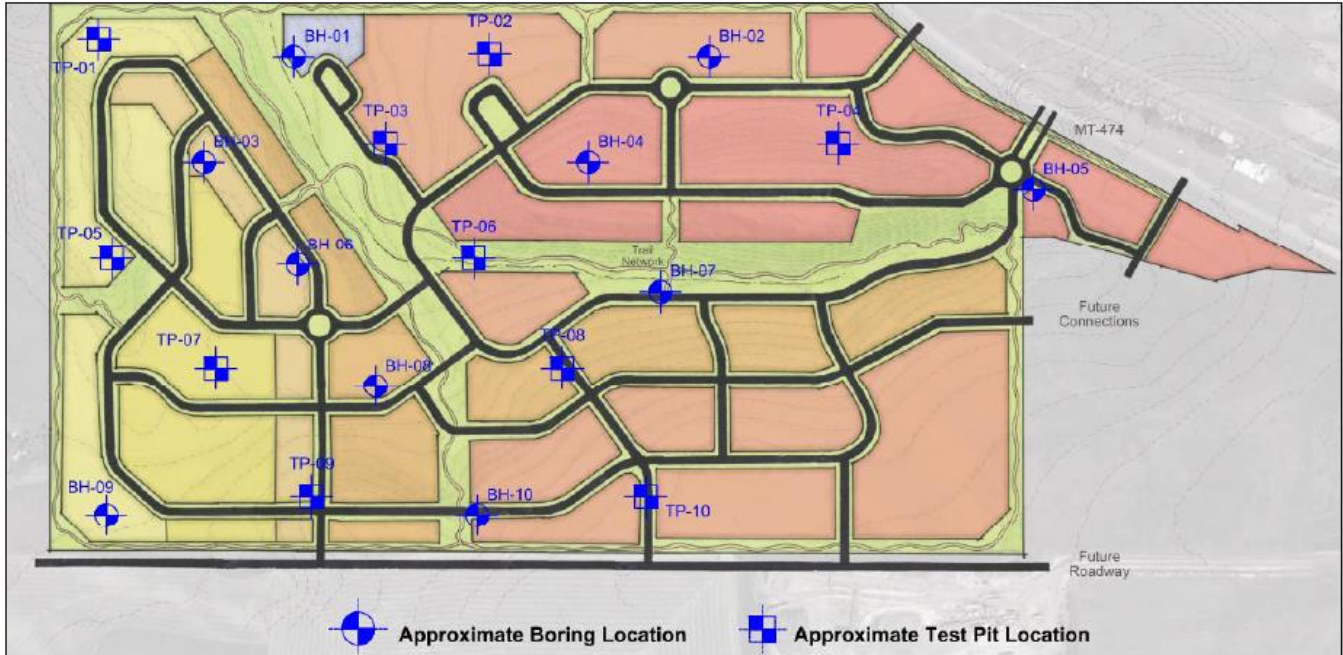 TP-01
BH-01
TP-02
BH-02
TP-03
TP-04
MT-474
BH-03
BH-04
BH-05
TP-05
BH-06
TP-06
Trail
Network
BH-07
Future
Connections
TP-07
BH-08
TP-08
BH-09
TP-09
BH-10
TP-10
Future
Roadway
Approximate Boring Location
Approximate Test Pit Location